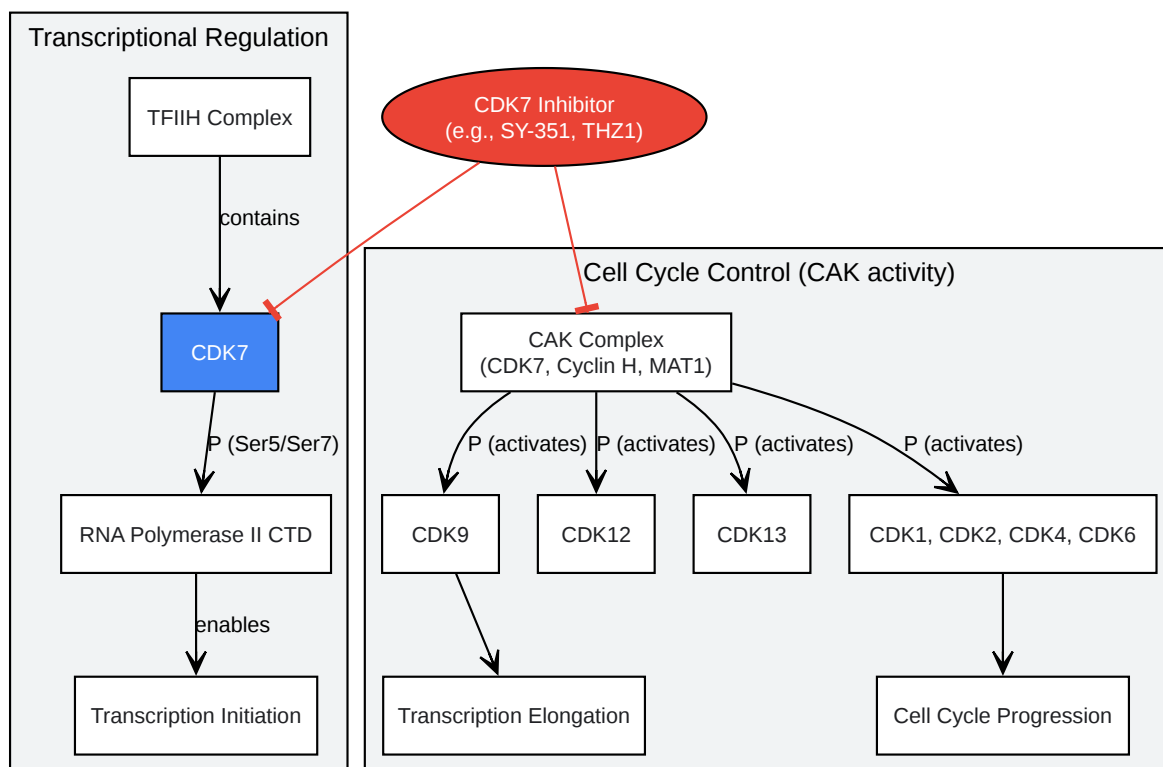 Transcriptional Regulation
TFIIH Complex
CDK7 Inhibitor
(e.g., SY-351, THZ1)
contains
Cell Cycle Control (CAK activity)
CDK7
CAK Complex
(CDK7, Cyclin H, MAT1)
P (Ser5/Ser7)
P (activates)
P (activates)
P (activates)
P (activates)
RNA Polymerase II CTD
CDK9
CDK12
CDK13
CDK1, CDK2, CDK4, CDK6
enables
Transcription Initiation
Transcription Elongation
Cell Cycle Progression